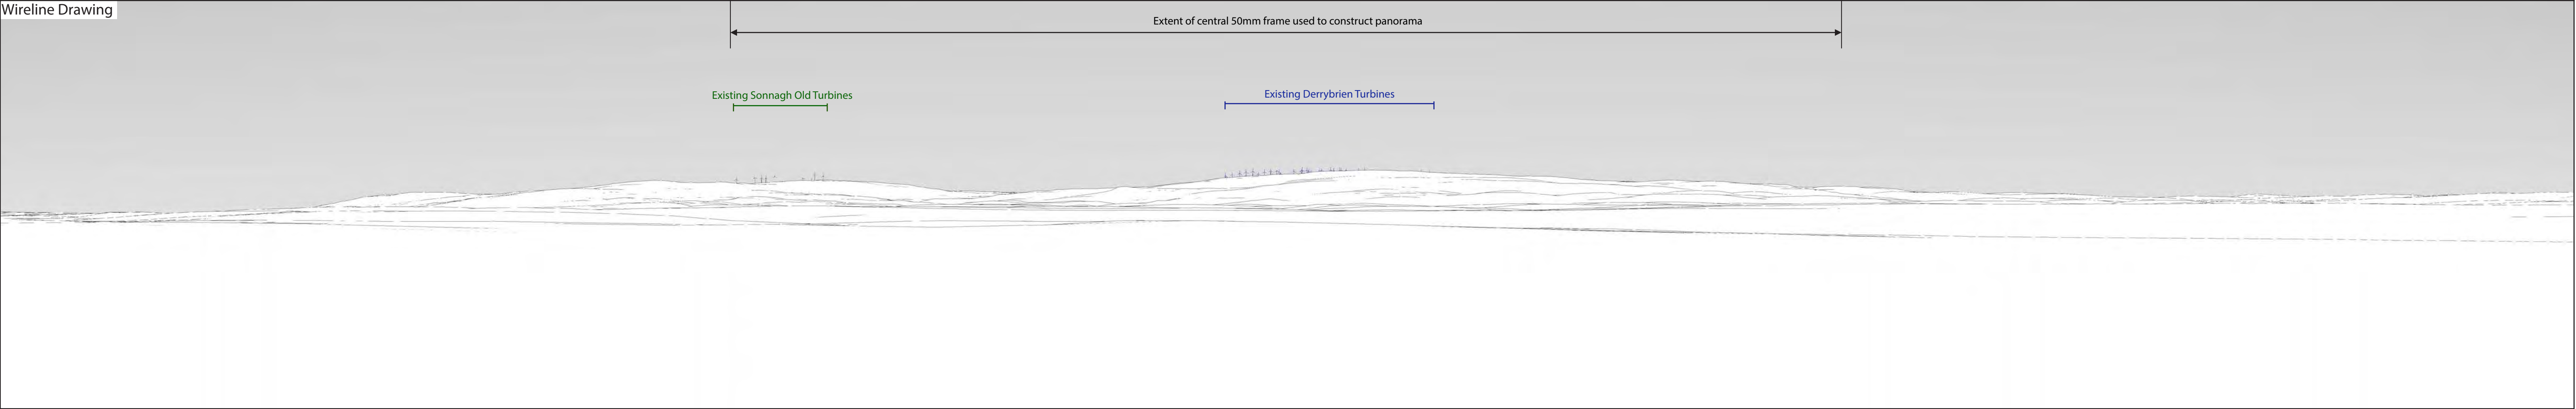 Wireline Drawing
Extent of central 50mm frame used to construct panorama
Existing Sonnagh Old Turbines
Existing Derrybrien Turbines